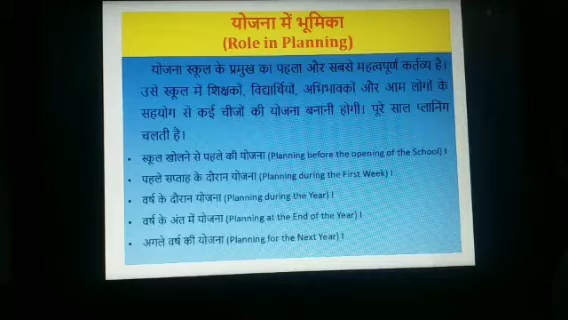 योजना में भूमिका
(Role in Planning)
योजना स्कूल के प्रमुख का पहला और सबसे महत्वपूर्ण कर्तव्य है।
उसे स्कूल में शिक्षकों, विद्यार्थियों, अभिभावकों और आम लोगों के
सहयोग से कई चीजों की योजना बनानी होगी। पूरे साल प्लानिंग
चलती है।
• स्कूल खोलने से पहले की योजना (Planning before the opening of the School) ।
• पहले सप्ताह के दौरान योजना (Planning during the First Week) ।
• वर्ष के दौरान योजना (Planning during the Year) ।
• वर्ष के अंत में योजना (Planning at the End of the Year) ।
• अगले वर्ष की योजना (Planning for the Next Year) ।